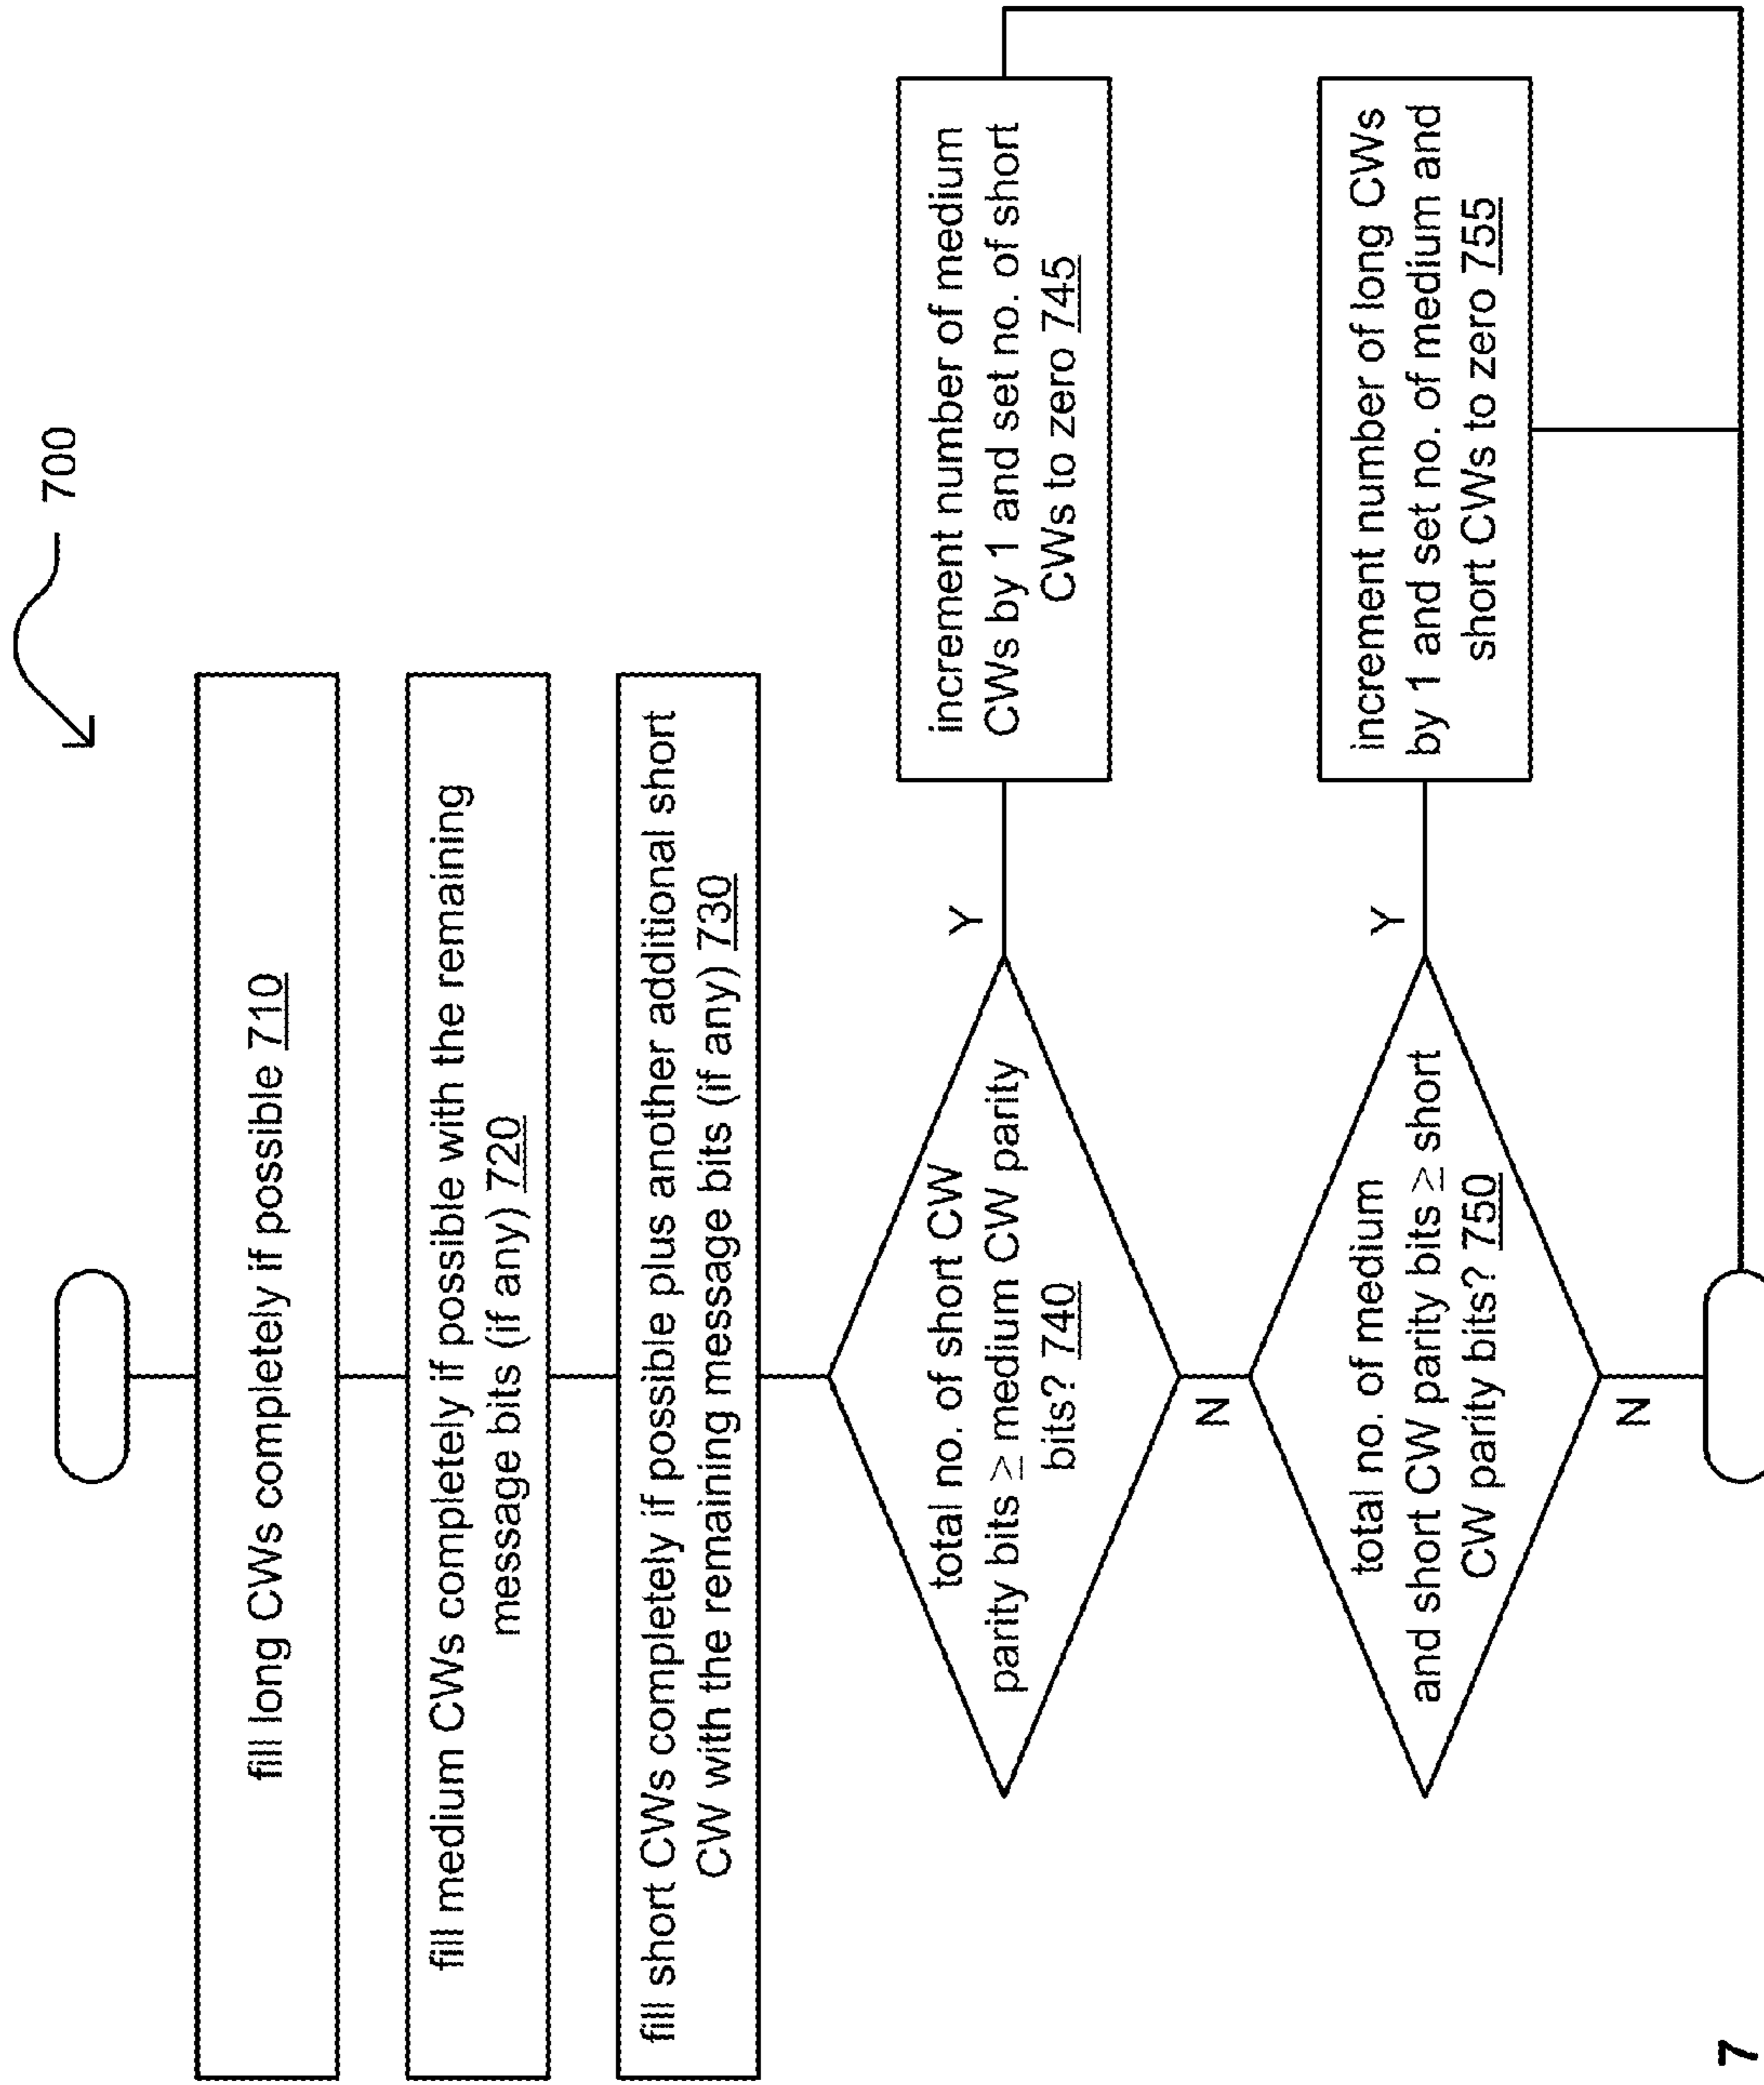 700
fill long CWs completely if possible 710
fill medium CWs completely if possible with the remaining
message bits (if any) 720
fill short CWs completely if possible plus another additional short
CW with the remaining message bits (if any) 730
total no. of short CW
parity bits ≥ medium CW parity
bits? 740
Y
increment number of medium
CWs by 1 and set no. of short
CWs to zero 745
N
total no. of medium
and short CW parity bits ≥ short
CW parity bits? 750
Y
increment number of long CWs
by 1 and set no. of medium and
short CWs to zero 755
N
7